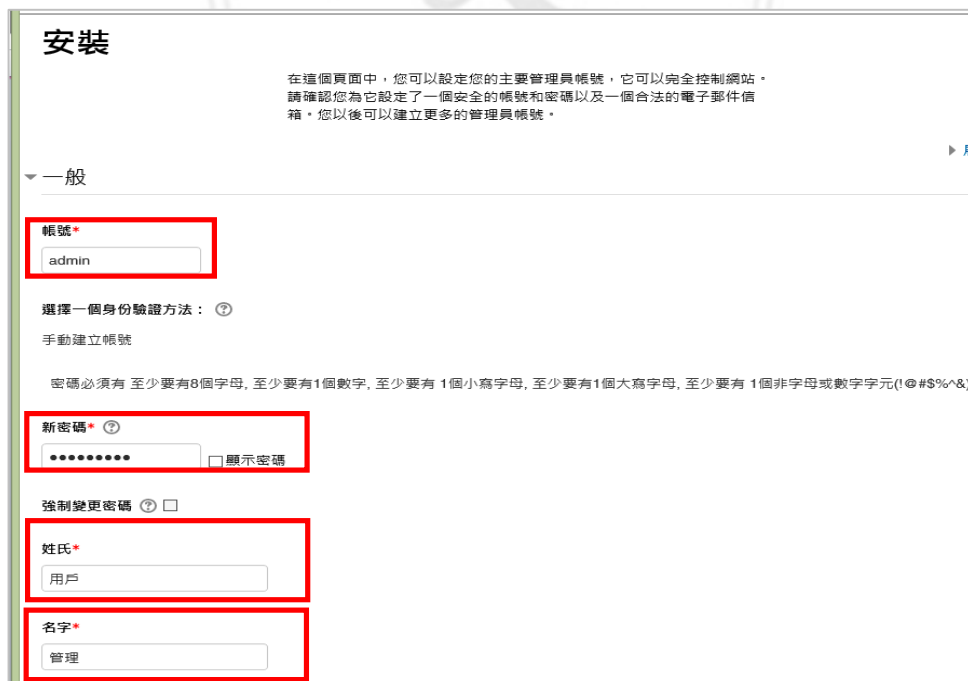 安裝
在這個頁面中，您可以設定您的主要管理員帳號，它可以完全控制網站。
請確認您為它設定了一個安全的帳號和密碼以及一個合法的電子郵件信
箱。您以後可以建立更多的管理員帳號。
一般
帳號*
admin
選擇一個身份驗證方法：
手動建立帳號
密碼必須有 至少要有8個字母, 至少要有1個數字, 至少要有 1個小寫字母, 至少要有1個大寫字母, 至少要有 1個非字母或數字字元(!@#$%^&)
新密碼*
•••••••••
顯示密碼
強制變更密碼
姓氏*
用戶
名字*
管理